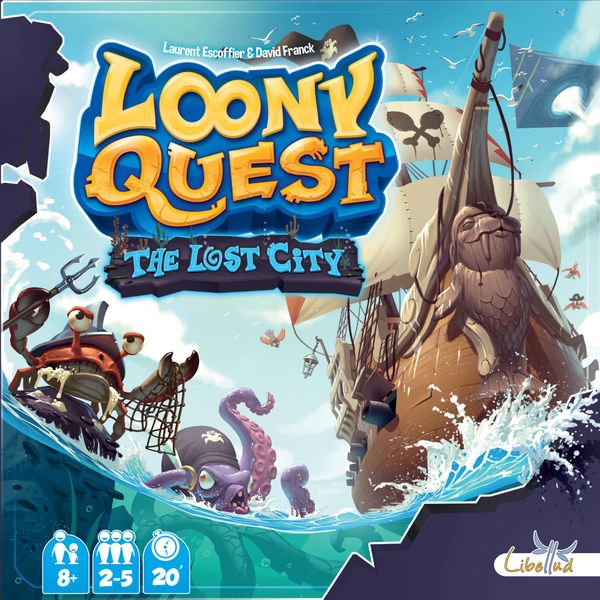 Laurent Escoffier & David Franck
LOONY
QUEST
THE LOST CITY
8+
2-5
20'
Libellud